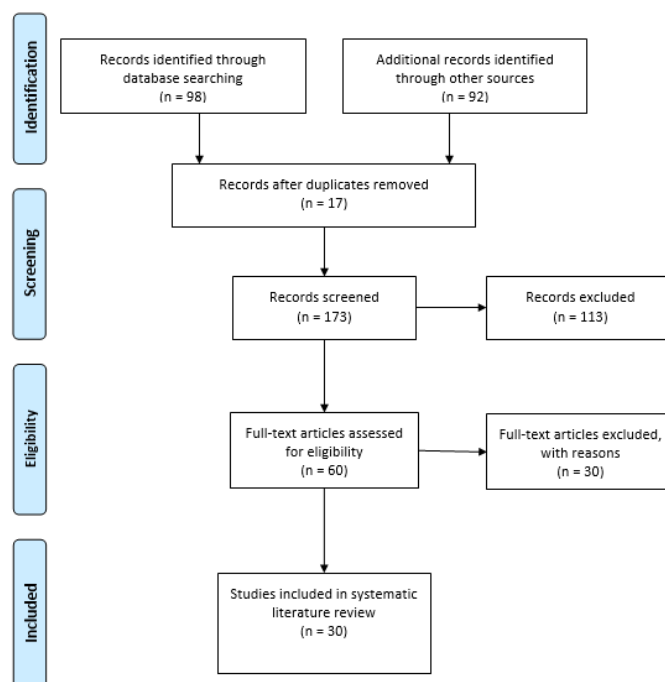 Identification
Records identified through
database searching
(n = 98)
Additional records identified
through other sources
(n = 92)
Records after duplicates removed
(n = 17)
Screening
Records screened
(n = 173)
Records excluded
(n = 113)
Eligibility
Full-text articles assessed
for eligibility
(n = 60)
Full-text articles excluded,
with reasons
(n = 30)
Included
Studies included in systematic
literature review
(n = 30)